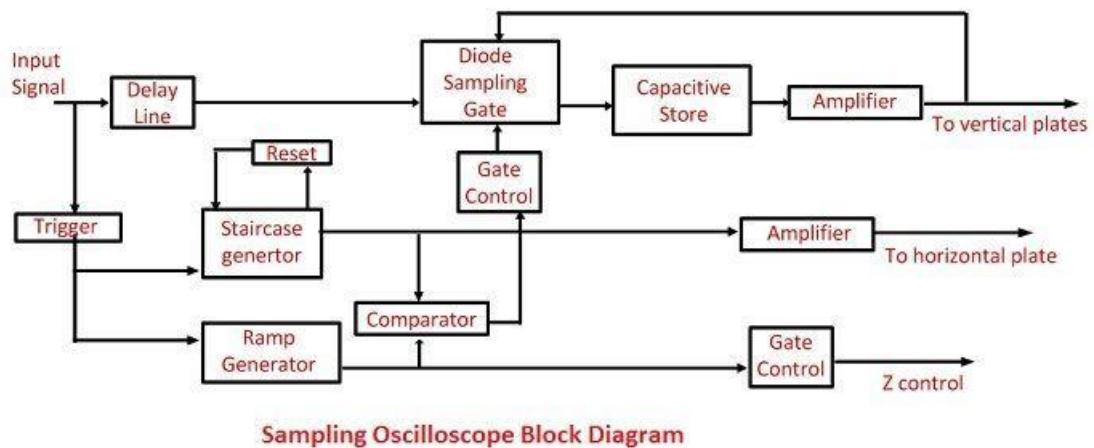 Input
Signal
Delay
Line
Diode
Sampling
Gate
Capacitive
Store
Amplifier
To vertical plates
Reset
Gate
Control
Trigger
Staircase
genertor
Amplifier
To horizontal plate
Comparator
Ramp
Generator
Gate
Control
Z control
Sampling Oscilloscope Block Diagram